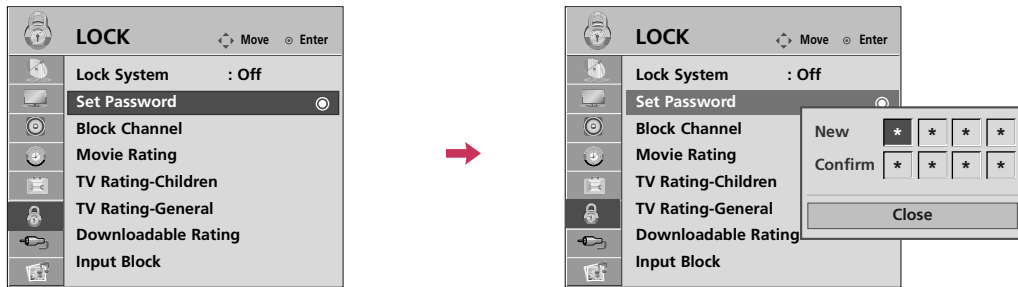 LOCK Move Enter
Lock System : Off
Set Password
Block Channel
Movie Rating
TV Rating-Children
TV Rating-General
Downloadable Rating
Input Block
LOCK Move Enter
Lock System : Off
Set Password
Block Channel
Movie Rating
TV Rating-Children
TV Rating-General
Downloadable Rating
Input Block
New * * * *
Confirm * * * *
Close